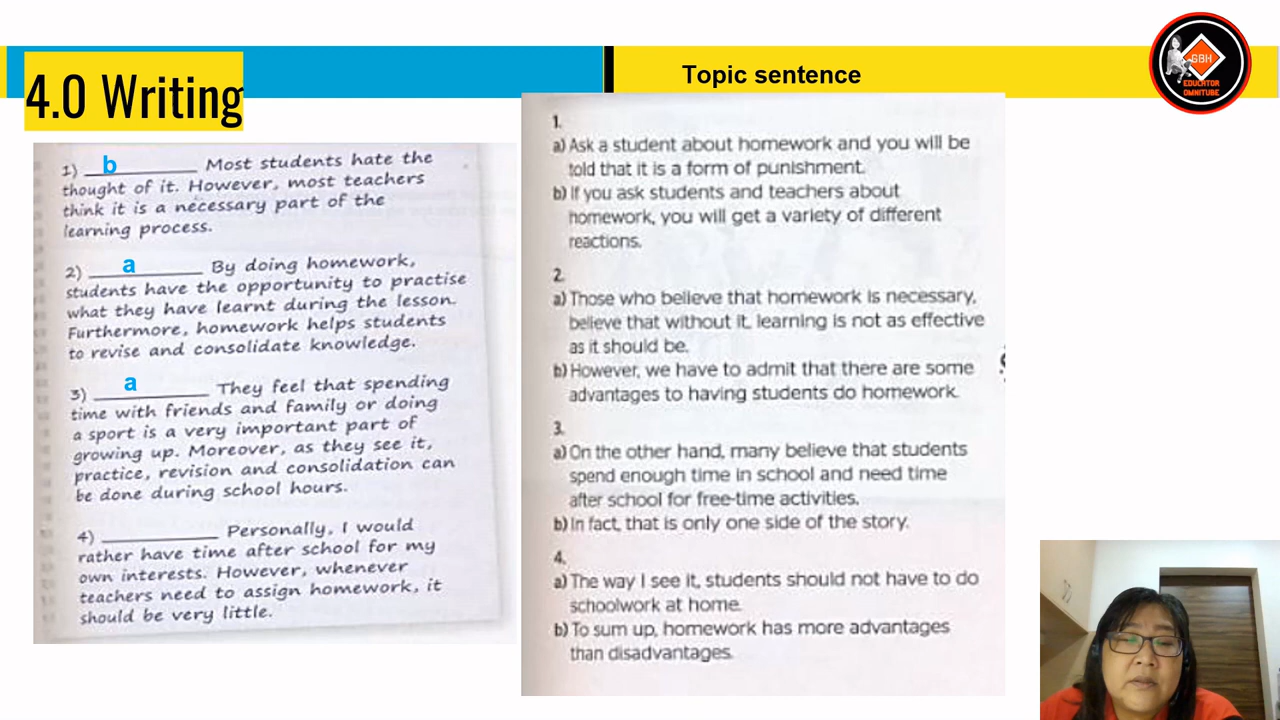 4.0 Writing
Topic sentence
GBH
EDUCATOR
OMNITUBE
1) b Most students hate the
thought of it. However, most teachers
think it is a necessary part of the
learning process.
2) a By doing homework,
students have the opportunity to practise
what they have learnt during the lesson.
Furthermore, homework helps students
to revise and consolidate knowledge.
3) a They feel that spending
time with friends and family or doing
a sport is a very important part of
growing up. Moreover, as they see it,
practice, revision and consolidation can
be done during school hours.
4) __________ Personally, I would
rather have time after school for my
own interests. However, whenever
teachers need to assign homework, it
should be very little.
1.
a) Ask a student about homework and you will be
told that it is a form of punishment.
b) If you ask students and teachers about
homework, you will get a variety of different
reactions.
2.
a) Those who believe that homework is necessary,
believe that without it, learning is not as effective
as it should be.
b) However, we have to admit that there are some
advantages to having students do homework.
3.
a) On the other hand, many believe that students
spend enough time in school and need time
after school for free-time activities.
b) In fact, that is only one side of the story.
4.
a) The way I see it, students should not have to do
schoolwork at home.
b) To sum up, homework has more advantages
than disadvantages.